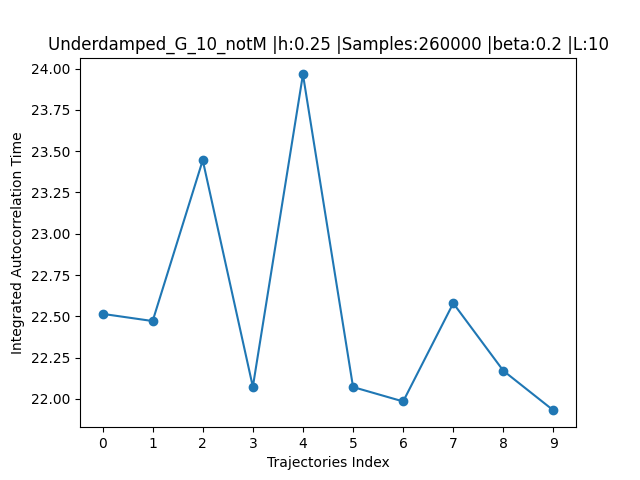 Underdamped_G_10_notM |h:0.25 |Samples:260000 |beta:0.2 |L:10
24.00
23.75
23.50
23.25
23.00
22.75
22.50
22.25
22.00
Integrated Autocorrelation Time
0 1 2 3 4 5 6 7 8 9
Trajectories Index